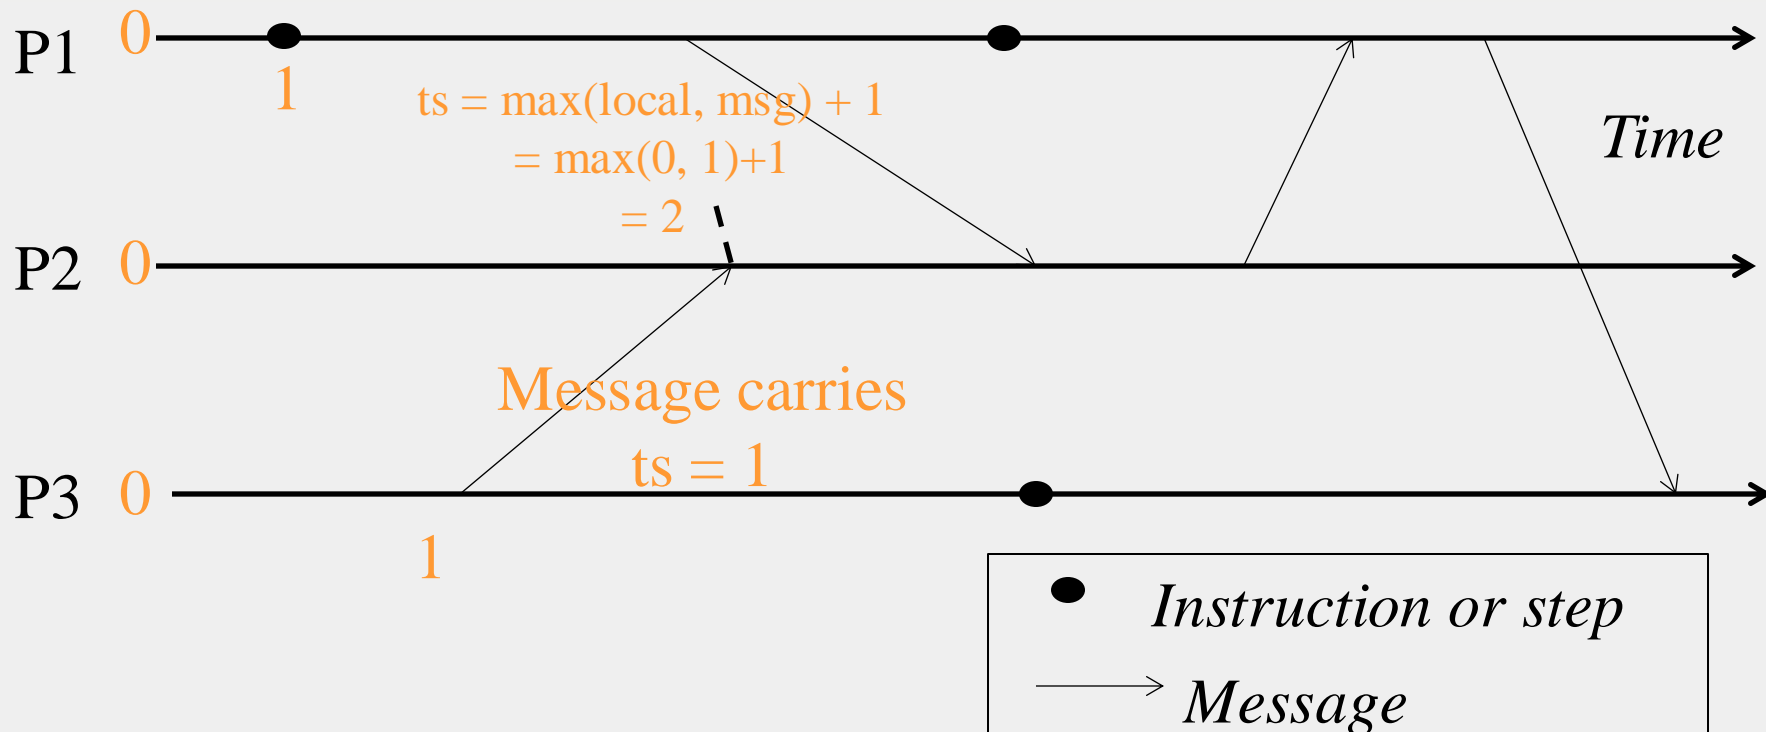 P1 0
1
ts = max(local, msg) + 1
= max(0, 1)+1
= 2
Time
P2 0
Message carries
ts = 1
P3 0
1
Instruction or step
Message